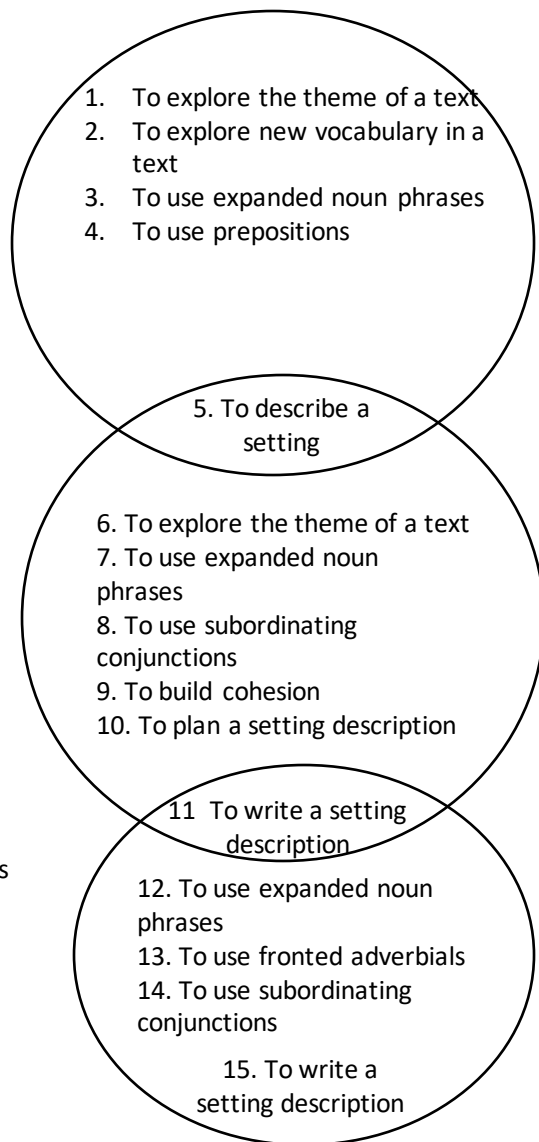 1. To explore the theme of a text
2. To explore new vocabulary in a
text
3. To use expanded noun phrases
4. To use prepositions
5. To describe a
setting
6. To explore the theme of a text
7. To use expanded noun
phrases
8. To use subordinating
conjunctions
9. To build cohesion
10. To plan a setting description
11 To write a setting
description
s
12. To use expanded noun
phrases
13. To use fronted adverbials
14. To use subordinating
conjunctions
15. To write a
setting description